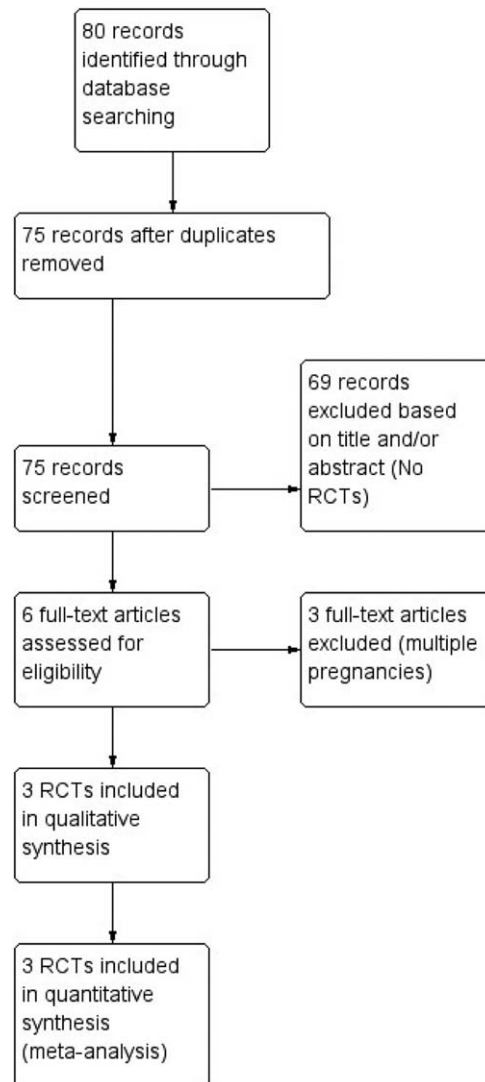 80 records
identified through
database
searching
75 records after duplicates
removed
69 records
excluded based
on title and/or
abstract (No
RCTs)
75 records
screened
6 full-text articles
assessed for
eligibility
3 full-text articles
excluded (multiple
pregnancies)
3 RCTs included
in qualitative
synthesis
3 RCTs included
in quantitative
synthesis
(meta-analysis)